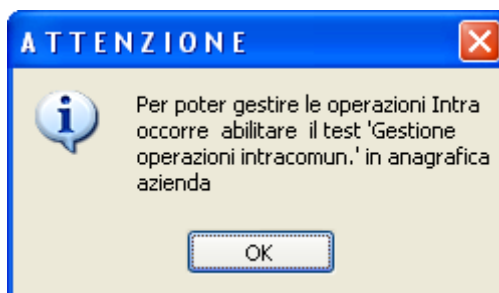 ATTENZIONE
Per poter gestire le operazioni Intra
occorre abilitare il test 'Gestione
operazioni intracomun.' in anagrafica
azienda
OK